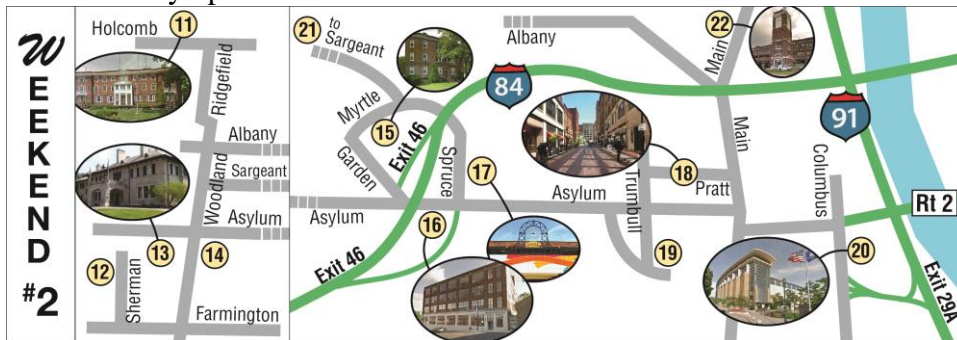 WEEKEND
#2
11
Holcomb
Ridgefield
Albany
Sargeant
Woodland
Asylum
13
12
14
Sherman
Farmington
21
to
Sargeant
Myrtle
15
Garden
Exit 46
84
Spruce
17
Asylum
16
Exit 46
Albany
22
Main
Main
91
Columbus
18
Pratt
Asylum
Trumbull
19
20
Rt 2
Exit 29A